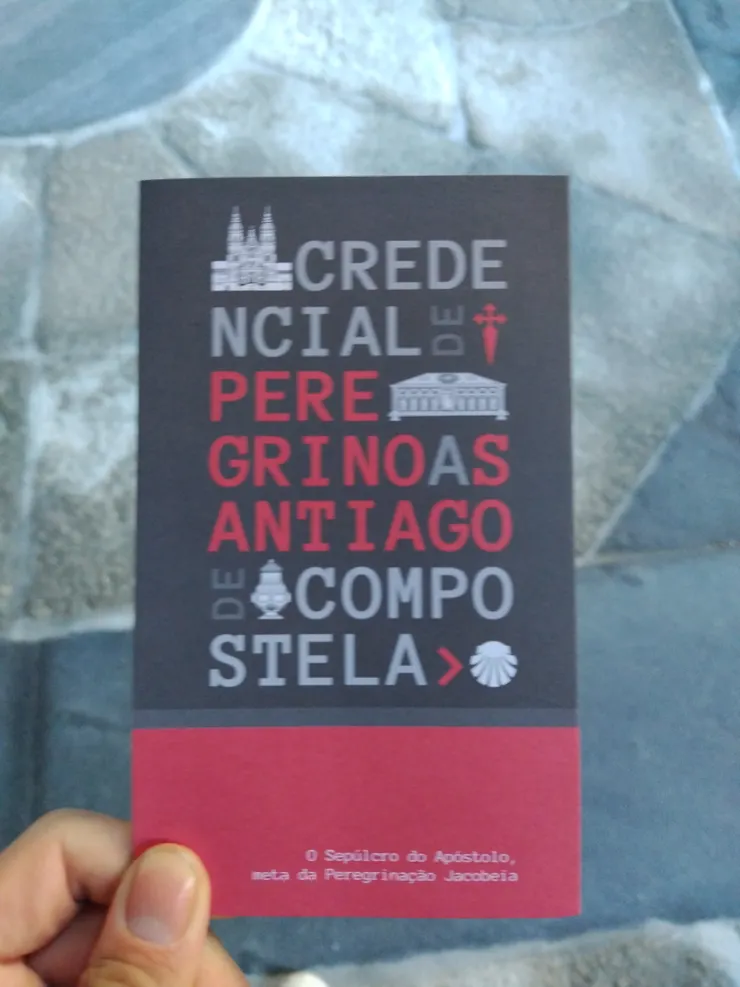 CREDE
NCIAL DE
PERE
GRINOAS
ANTIAGO
DE COMPO
STELA>
O Sepúlcro do Apóstolo,
meta da Peregrinação Jacobeia